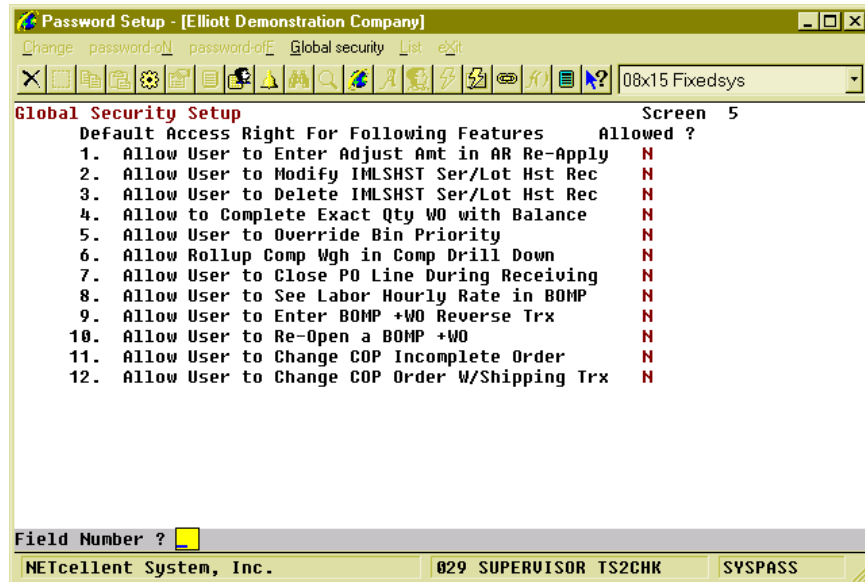 Password Setup - [Elliott Demonstration Company]
Change password-oN password-ofF Global security List eXit
08x15 Fixedsys
Global Security Setup Screen 5
Default Access Right For Following Features Allowed ?
1. Allow User to Enter Adjust Amt in AR Re-Apply N
2. Allow User to Modify IMLSHST Ser/Lot Hst Rec N
3. Allow User to Delete IMLSHST Ser/Lot Hst Rec N
4. Allow to Complete Exact Qty WO with Balance N
5. Allow User to Override Bin Priority N
6. Allow Rollup Comp Wgh in Comp Drill Down N
7. Allow User to Close PO Line During Receiving N
8. Allow User to See Labor Hourly Rate in BOMP N
9. Allow User to Enter BOMP +WO Reverse Trx N
10. Allow User to Re-Open a BOMP +WO N
11. Allow User to Change COP Incomplete Order N
12. Allow User to Change COP Order W/Shipping Trx N
Field Number ?
NETcellent System, Inc. 029 SUPERVISOR TS2CHK SYSPASS